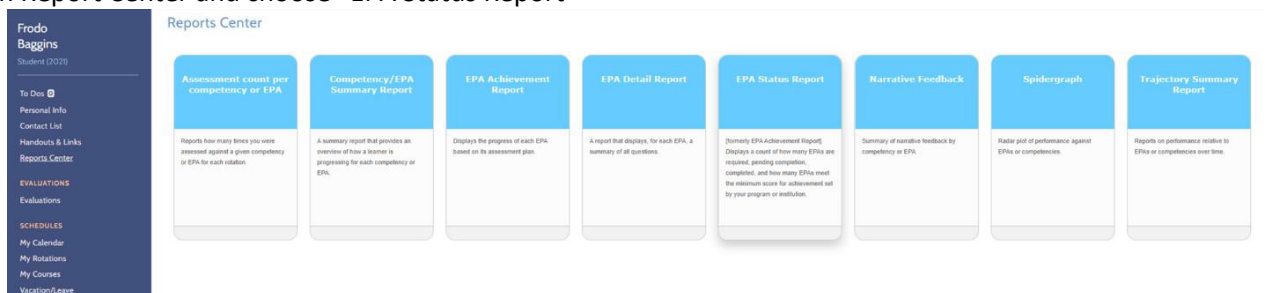 Report Center and choose
Status Report
Frodo
Baggins
Student (2021)
To Dos 0
Personal Info
Contact List
Handouts & Links
Reports Center
EVALUATIONS
Evaluations
SCHEDULES
My Calendar
My Rotations
My Courses
Vacation/Leave
Reports Center
Assessment count per
competency or EPA
Reports how many times you were
assessed against a given competency
or EPA for each rotation.
Competency/EPA
Summary Report
A summary report that provides an
overview of how a learner is
progressing for each competency or
EPA.
EPA Achievement
Report
Displays the progress of each EPA
based on its assessment plan.
EPA Detail Report
A report that displays, for each EPA, a
summary of all questions.
EPA Status Report
[formerly EPA Achievement Report]
Displays a count of how many EPAs are
required, pending completion,
completed, and how many EPAs meet
the minimum score for achievement set
by your program or institution.
Narrative Feedback
Summary of narrative feedback by
competency or EPA
Spidergraph
Radar plot of performance against
EPAs or competencies.
Trajectory Summary
Report
Reports on performance relative to
EPAs or competencies over time.